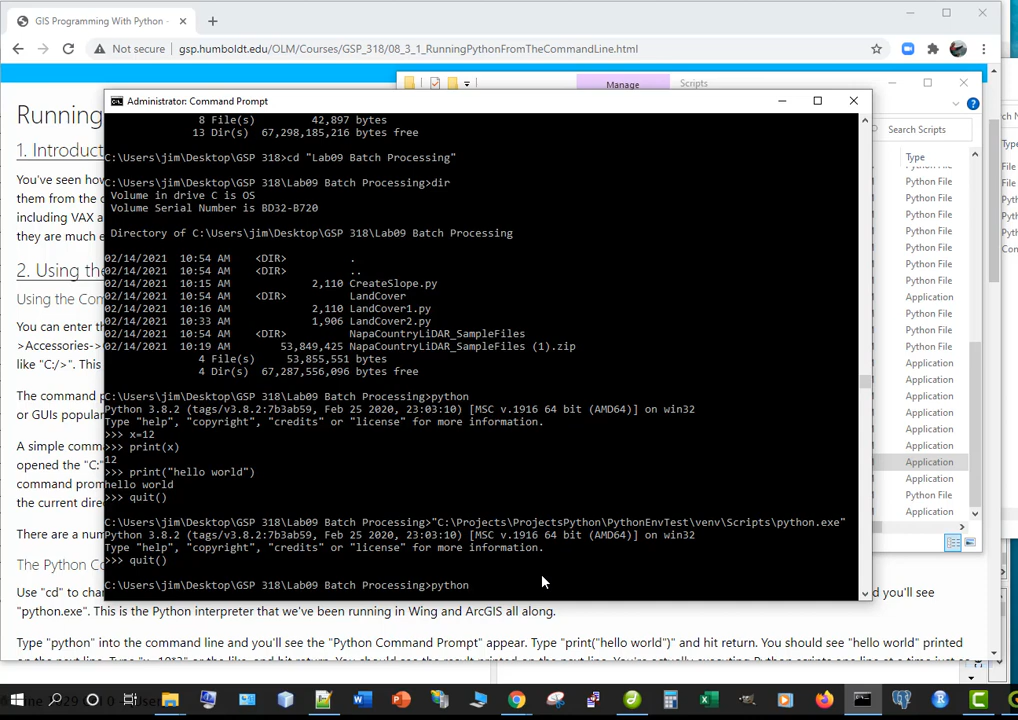 GIS Programming With Python -
Not secure
gsp.humboldt.edu/OLM/Courses/GSP_318/08_3_1_RunningPythonFromTheCommandLine.html
Manage
Scripts
Running
1. Introduct
You've seen how
them from the c
including VAX a
they are much e
2. Using the
Using the Con
You can enter th
>Accessories->
like "C:/>". This
The command p
or GUIs popular
A simple comm
opened the "C:"
command prom
the current direc
There are a num
The Python Co
Use "cd" to chan
Administrator: Command Prompt
8 File(s) 42,897 bytes
13 Dir(s) 67,298,185,216 bytes free
C:\Users\jim\Desktop\GSP 318>cd "Lab09 Batch Processing"
C:\Users\jim\Desktop\GSP 318\Lab09 Batch Processing>dir
Volume in drive C is OS
Volume Serial Number is BD32-B720
Directory of C:\Users\jim\Desktop\GSP 318\Lab09 Batch Processing
02/14/2021 10:54 AM <DIR> .
02/14/2021 10:54 AM <DIR> ..
02/14/2021 10:15 AM 2,110 CreateSlope.py
02/14/2021 10:54 AM <DIR> LandCover
02/14/2021 10:16 AM 2,110 LandCover1.py
02/14/2021 10:33 AM 1,906 LandCover2.py
02/14/2021 10:54 AM <DIR> NapaCountryLiDAR_SampleFiles
02/14/2021 10:19 AM 53,849,425 NapaCountryLiDAR_SampleFiles (1).zip
4 File(s) 53,855,551 bytes
4 Dir(s) 67,287,556,096 bytes free
C:\Users\jim\Desktop\GSP 318\Lab09 Batch Processing>python
Python 3.8.2 (tags/v3.8.2:7b3ab59, Feb 25 2020, 23:03:10) [MSC v.1916 64 bit (AMD64)] on win32
Type "help", "copyright", "credits" or "license" for more information.
>>> x=12
>>> print(x)
12
>>> print("hello world")
hello world
>>> quit()
C:\Users\jim\Desktop\GSP 318\Lab09 Batch Processing>"C:\Projects\ProjectsPython\PythonEnvTest\venv\Scripts\python.exe"
Python 3.8.2 (tags/v3.8.2:7b3ab59, Feb 25 2020, 23:03:10) [MSC v.1916 64 bit (AMD64)] on win32
Type "help", "copyright", "credits" or "license" for more information.
>>> quit()
C:\Users\jim\Desktop\GSP 318\Lab09 Batch Processing>python
Search Scripts
Type
Python File
Python File
Python File
Python File
Python File
Python File
Python File
Python File
Application
Python File
Python File
Python File
Application
Application
Application
Python File
Application
Application
Application
Application
Python File
Application
d you'll see
"python.exe". This is the Python interpreter that we've been running in Wing and ArcGIS all along.
Type "python" into the command line and you'll see the "Python Command Prompt" appear. Type "print("hello world")" and hit return. You should see "hello world" printed